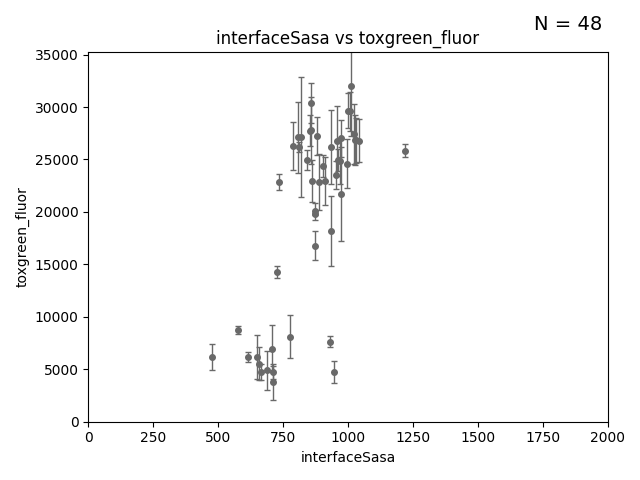 N = 48
interfaceSasa vs toxgreen_fluor
35000
30000
25000
20000
15000
10000
5000
0
toxgreen_fluor
0 250 500 750 1000 1250 1500 1750 2000
interfaceSasa